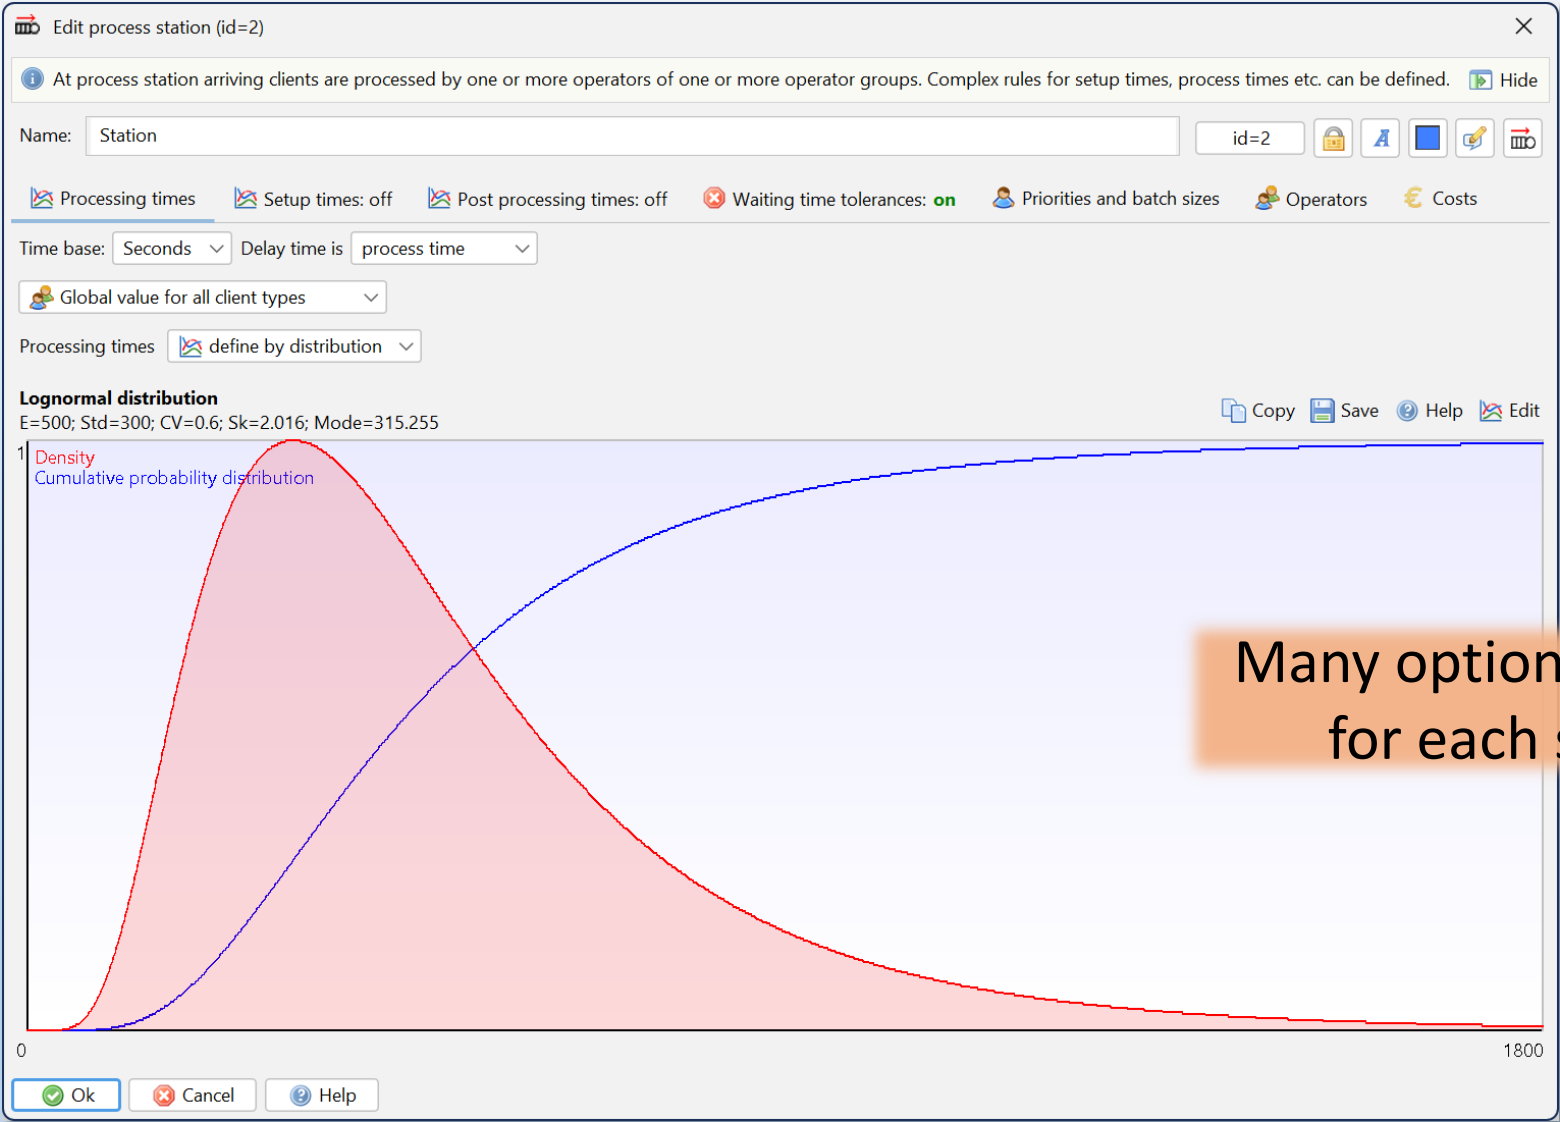 Edit process station (id=2)
At process station arriving clients are processed by one or more operators of one or more operator groups. Complex rules for setup times, process times etc. can be defined. Hide
Name: Station id=2
Processing times Setup times: off Post processing times: off Waiting time tolerances: on Priorities and batch sizes Operators Costs
Time base: Seconds Delay time is process time
Global value for all client types
Processing times define by distribution
Lognormal distribution
E=500; Std=300; CV=0.6; Sk=2.016; Mode=315.255
Copy Save Help Edit
1
Density
Cumulative probability distribution
Many option
for each s
0 1800
Ok Cancel Help